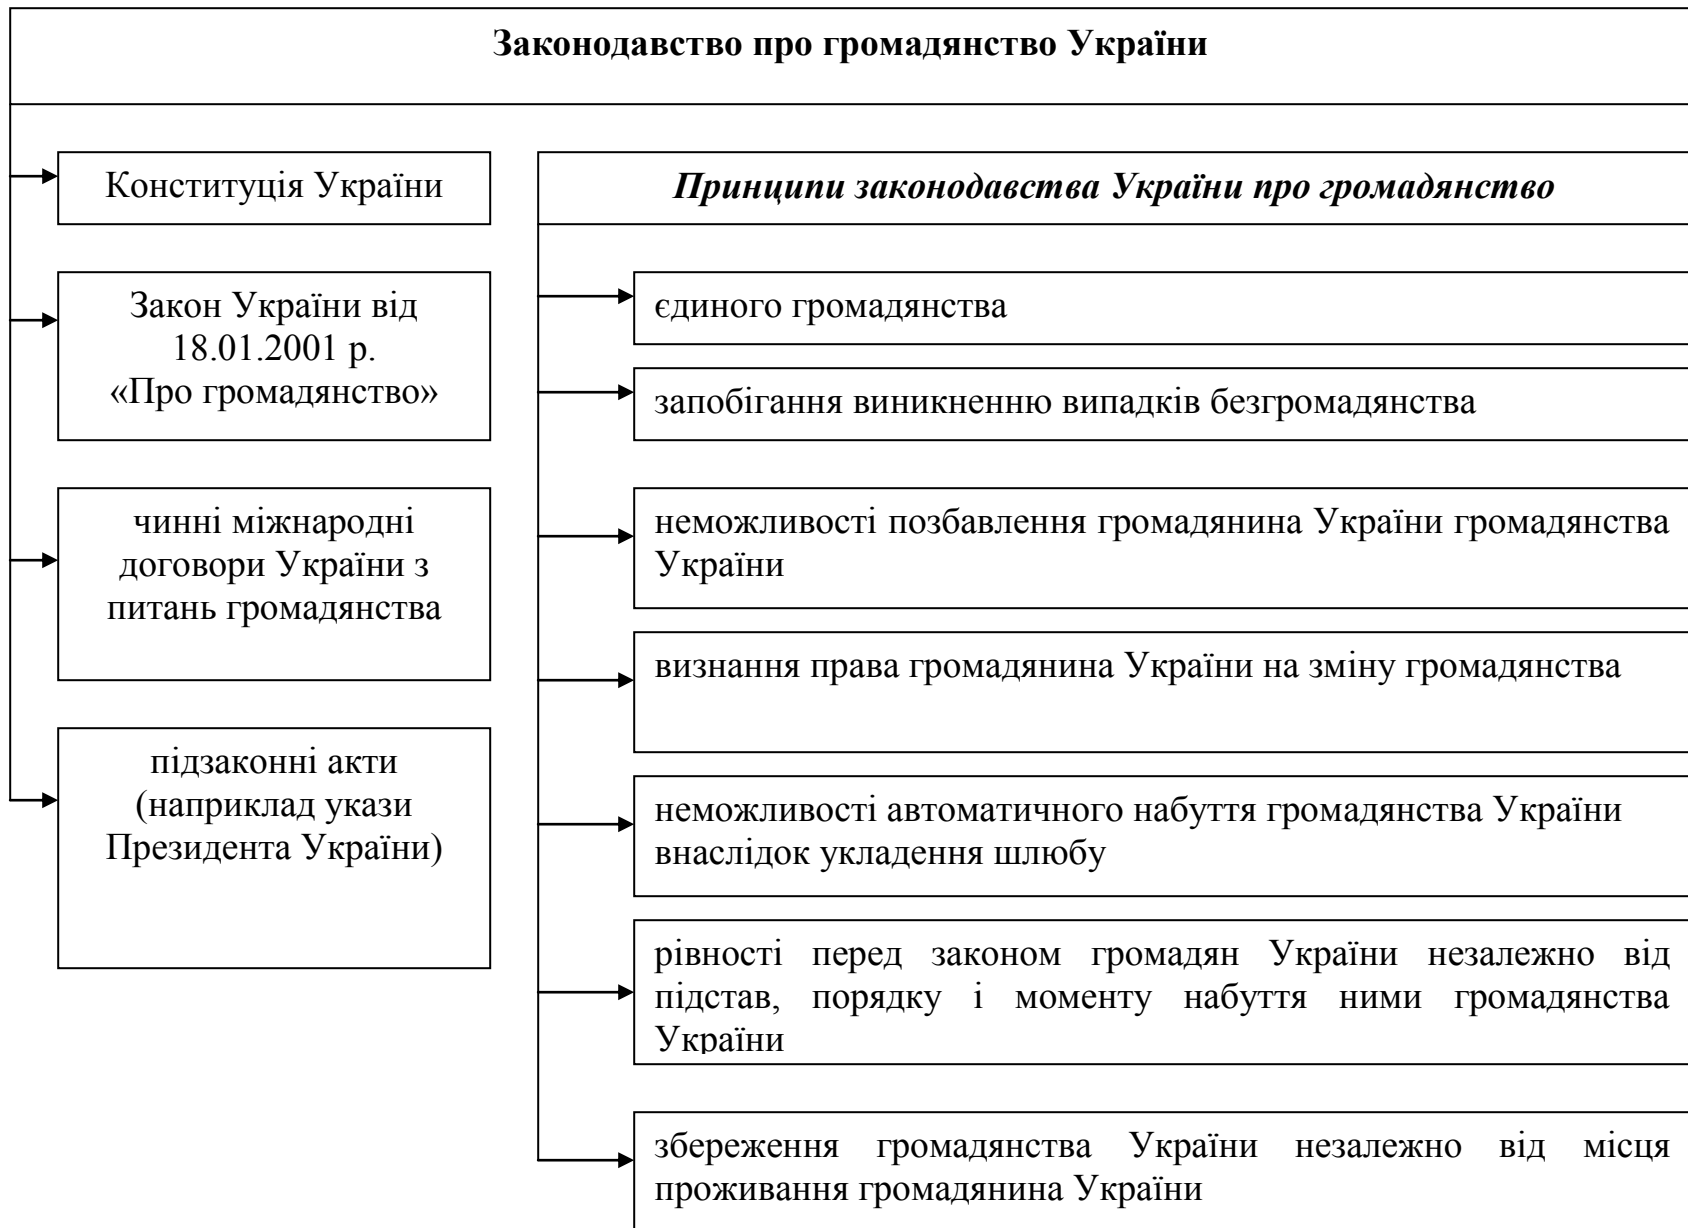 Законодавство про громадянство України
Конституція України
Закон України від
18.01.2001 р.
«Про громадянство»
чинні міжнародні
договори України з
питань громадянства
підзаконні акти
(наприклад укази
Президента України)
Принципи законодавства України про громадянство
єдиного громадянства
запобігання виникненню випадків безгромадянства
неможливості позбавлення громадянина України громадянства
України
визнання права громадянина України на зміну громадянства
неможливості автоматичного набуття громадянства України
внаслідок укладення шлюбу
рівності перед законом громадян України незалежно від
підстав, порядку і моменту набуття ними громадянства
України
збереження громадянства України незалежно від місця
проживання громадянина України